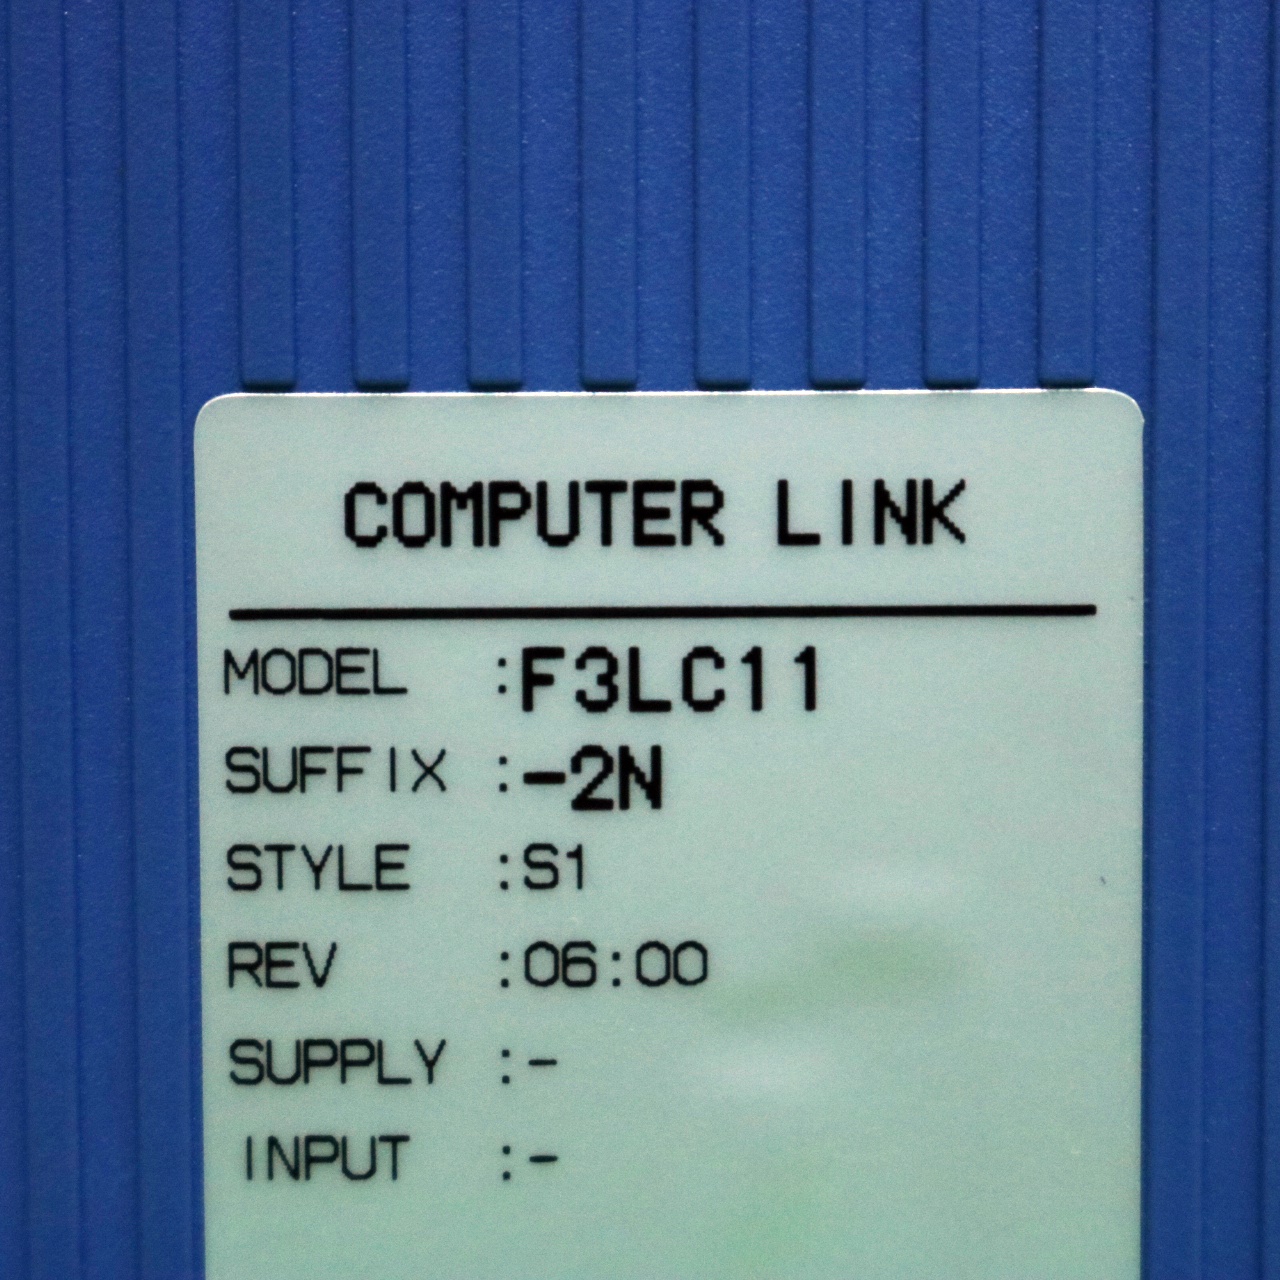 COMPUTER LINK
MODEL :F3LC11
SUFFIX :-2N
STYLE :S1
REV :06:00
SUPPLY :-
INPUT :-